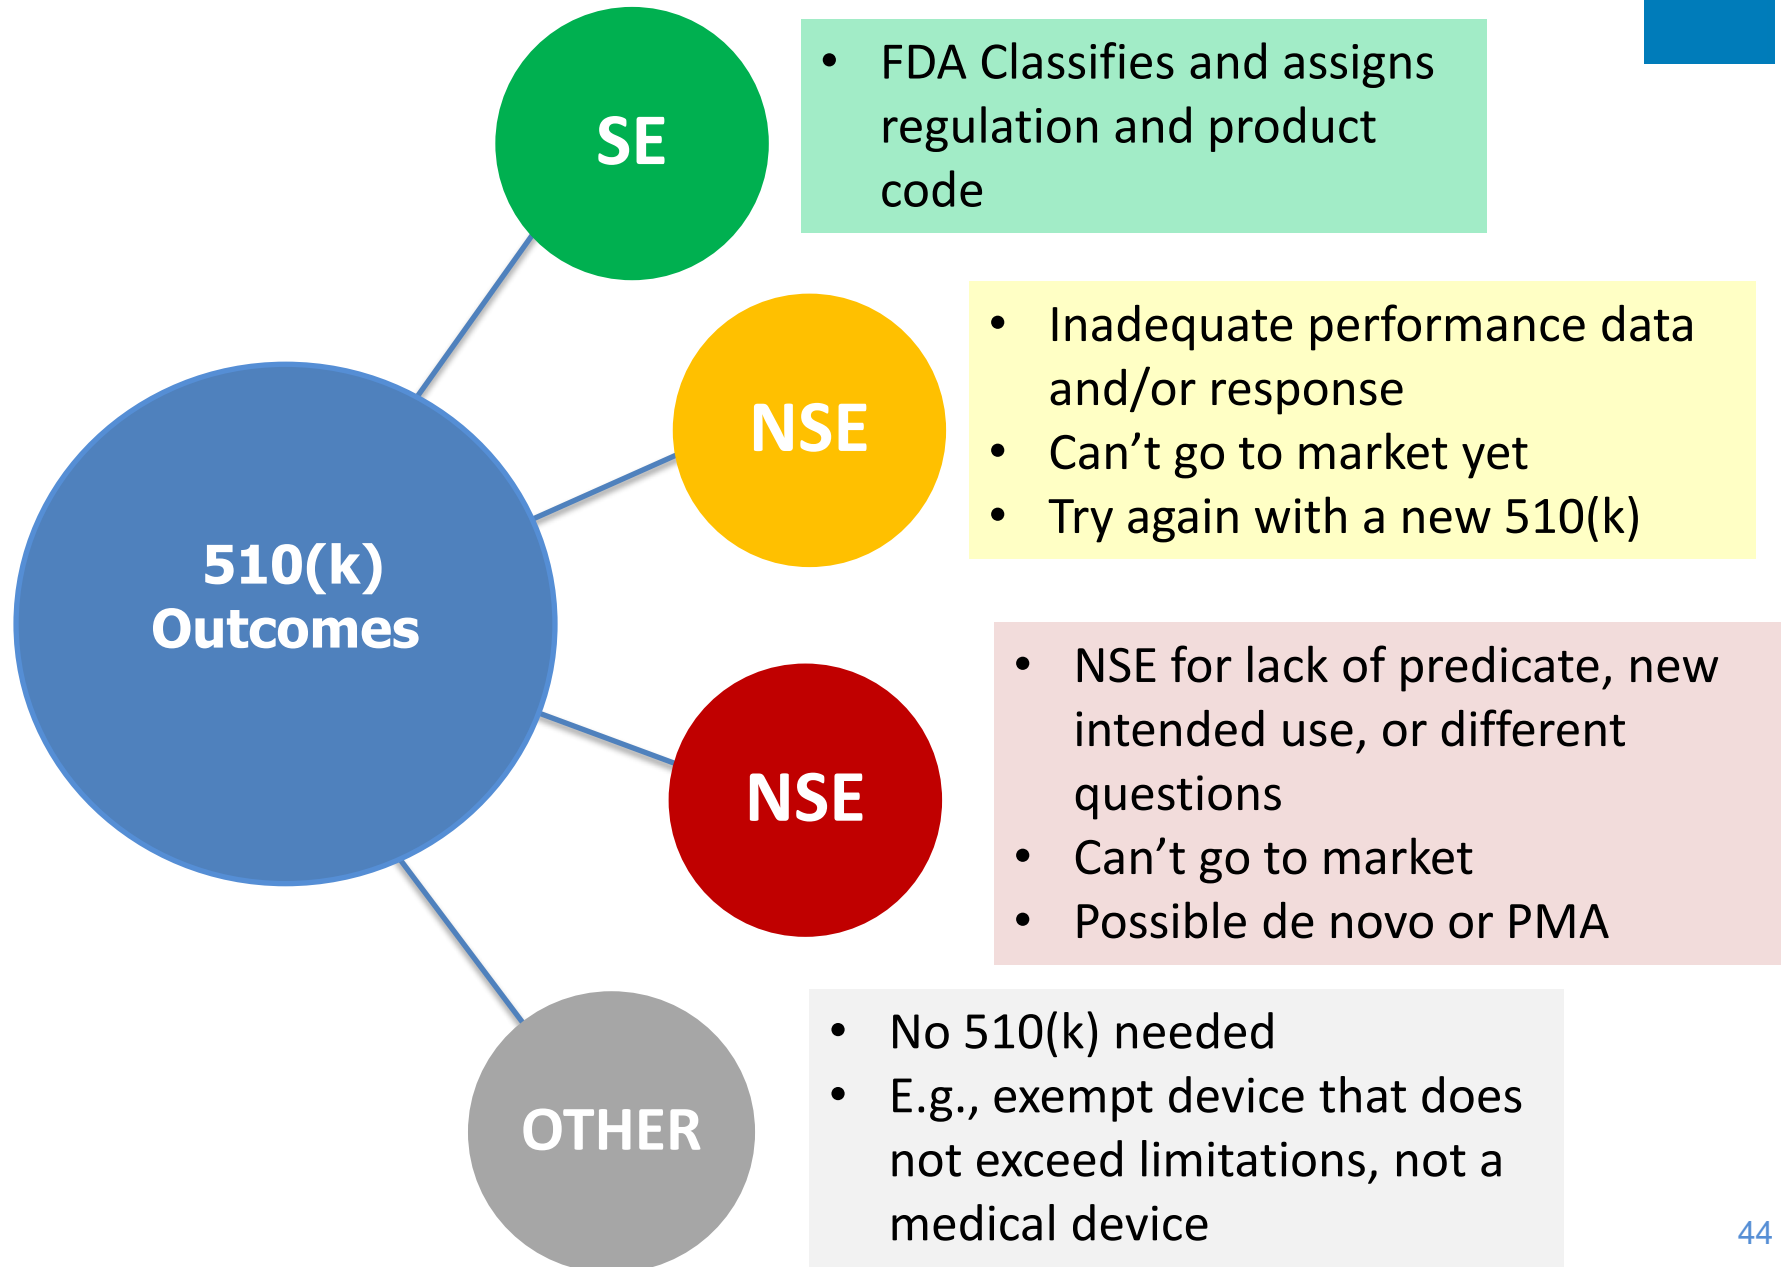 SE
• FDA Classifies and assigns
regulation and product
code
NSE
• Inadequate performance data
and/or response
• Can’t go to market yet
• Try again with a new 510(k)
510(k)
Outcomes
NSE
• NSE for lack of predicate, new
intended use, or different
questions
• Can’t go to market
• Possible de novo or PMA
OTHER
• No 510(k) needed
• E.g., exempt device that does
not exceed limitations, not a
medical device
44